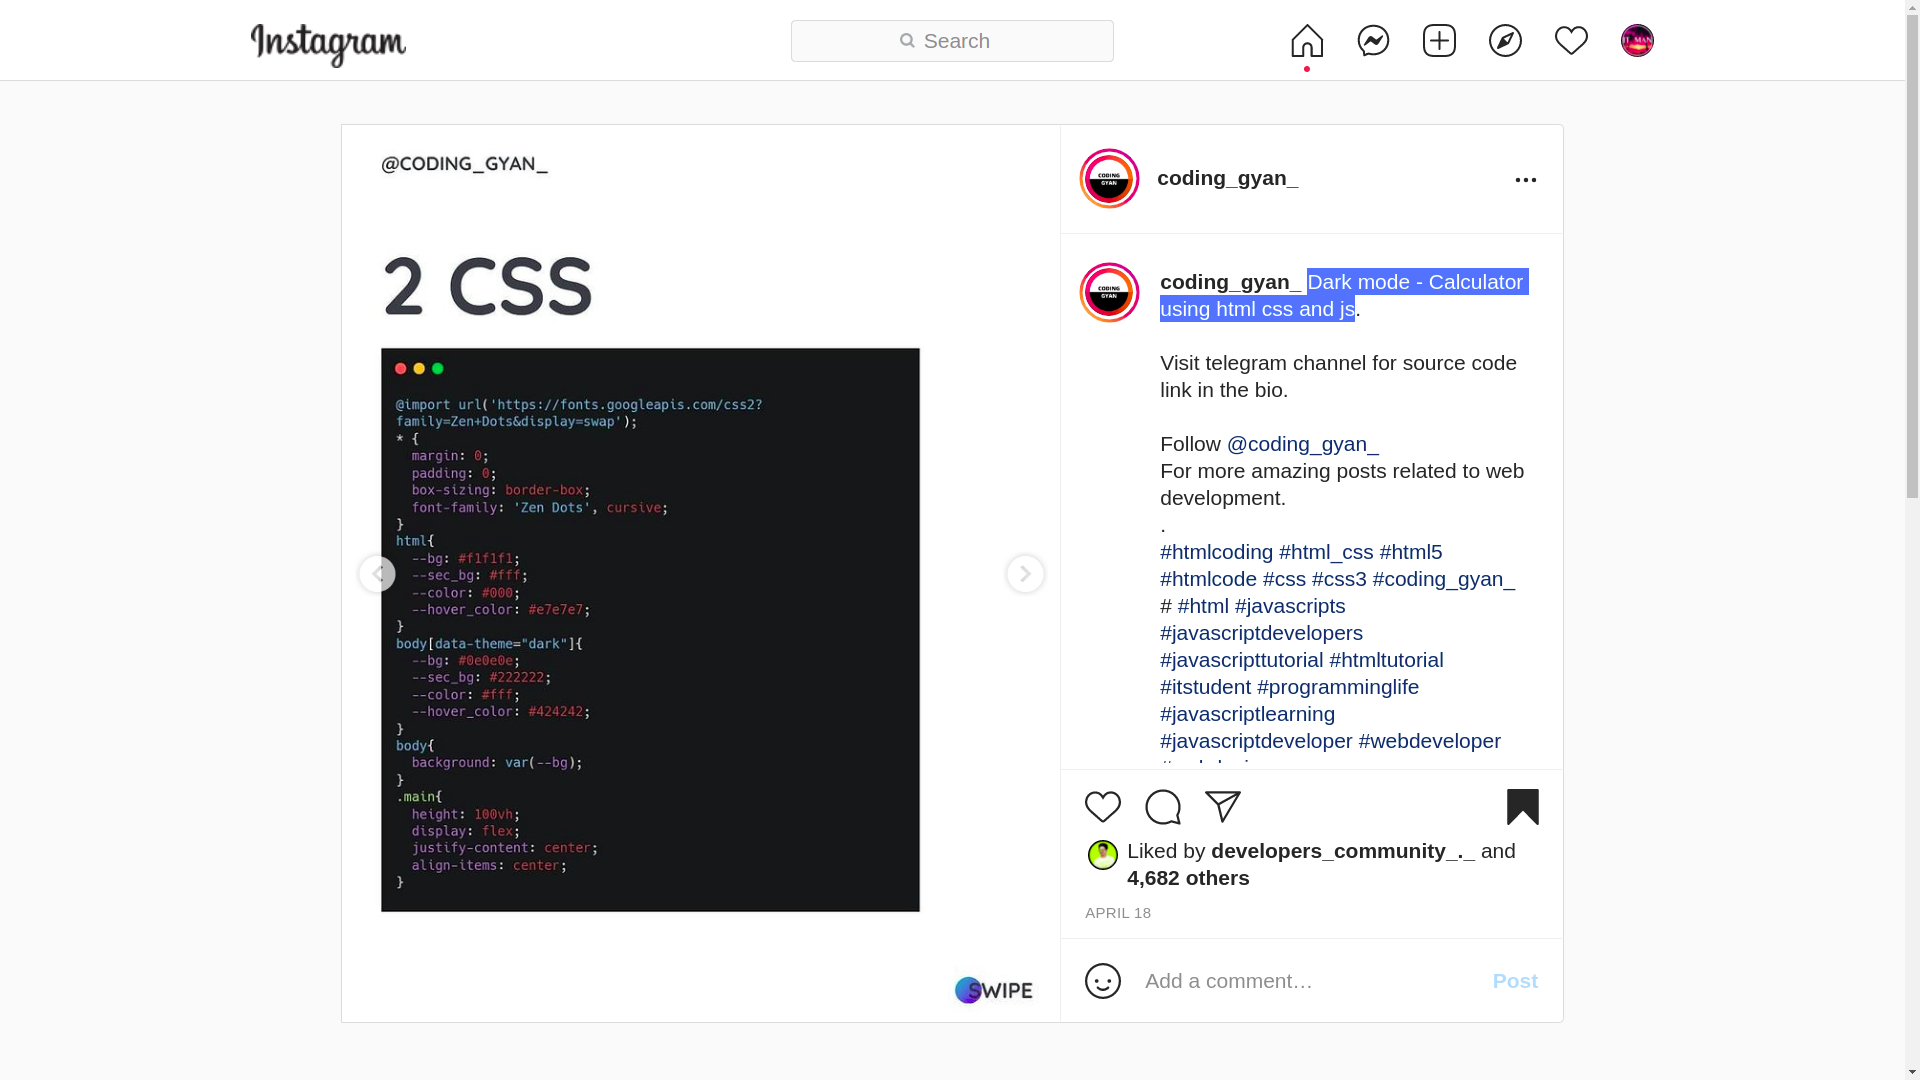 Instagram
Search
@CODING_GYAN_
2 CSS
@import url('https://fonts.googleapis.com/css2?
family=Zen+Dots&display=swap');
* {
  margin: 0;
  padding: 0;
  box-sizing: border-box;
  font-family: 'Zen Dots', cursive;
}
html{
  --bg: #f1f1f1;
  --sec_bg: #fff;
  --color: #000;
  --hover_color: #e7e7e7;
}
body[data-theme="dark"]{
  --bg: #0e0e0e;
  --sec_bg: #222222;
  --color: #fff;
  --hover_color: #424242;
}
body{
  background: var(--bg);
}
.main{
  height: 100vh;
  display: flex;
  justify-content: center;
  align-items: center;
}
SWIPE
CODING
GYAN
coding_gyan_
CODING
GYAN
coding_gyan_ Dark mode - Calculator
using html css and js.
Visit telegram channel for source code
link in the bio.
Follow @coding_gyan_
For more amazing posts related to web
development.
.
#htmlcoding #html_css #html5
#htmlcode #css #css3 #coding_gyan_
# #html #javascripts
#javascriptdevelopers
#javascripttutorial #htmltutorial
#itstudent #programminglife
#javascriptlearning
#javascriptdeveloper #webdeveloper
Liked by developers_community_._ and
4,682 others
APRIL 18
Add a comment…
Post